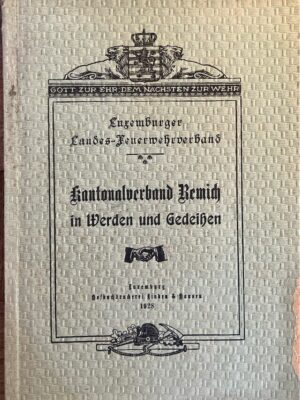 GOTT ZUR EHR·DEM NÄCHSTEN ZUR WEHR
Luxemburger
Landes-Feuerwehrverband
Kantonalverband Remich
in Werden und Gedeihen
Luxemburg
Hofbuchdruckerei Linden & Hansen
1928